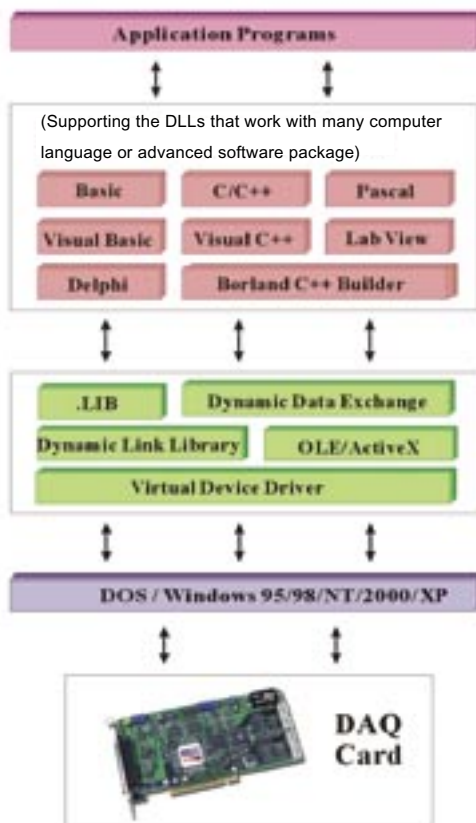 Application Programs
(Supporting the DLLs that work with many computer
language or advanced software package)
Basic
C/C++
Pascal
Visual Basic
Visual C++
Lab View
Delphi
Borland C++ Builder
.LIB
Dynamic Data Exchange
Dynamic Link Library
OLE/ActiveX
Virtual Device Driver
DOS / Windows 95/98/NT/2000/XP
DAQ
Card